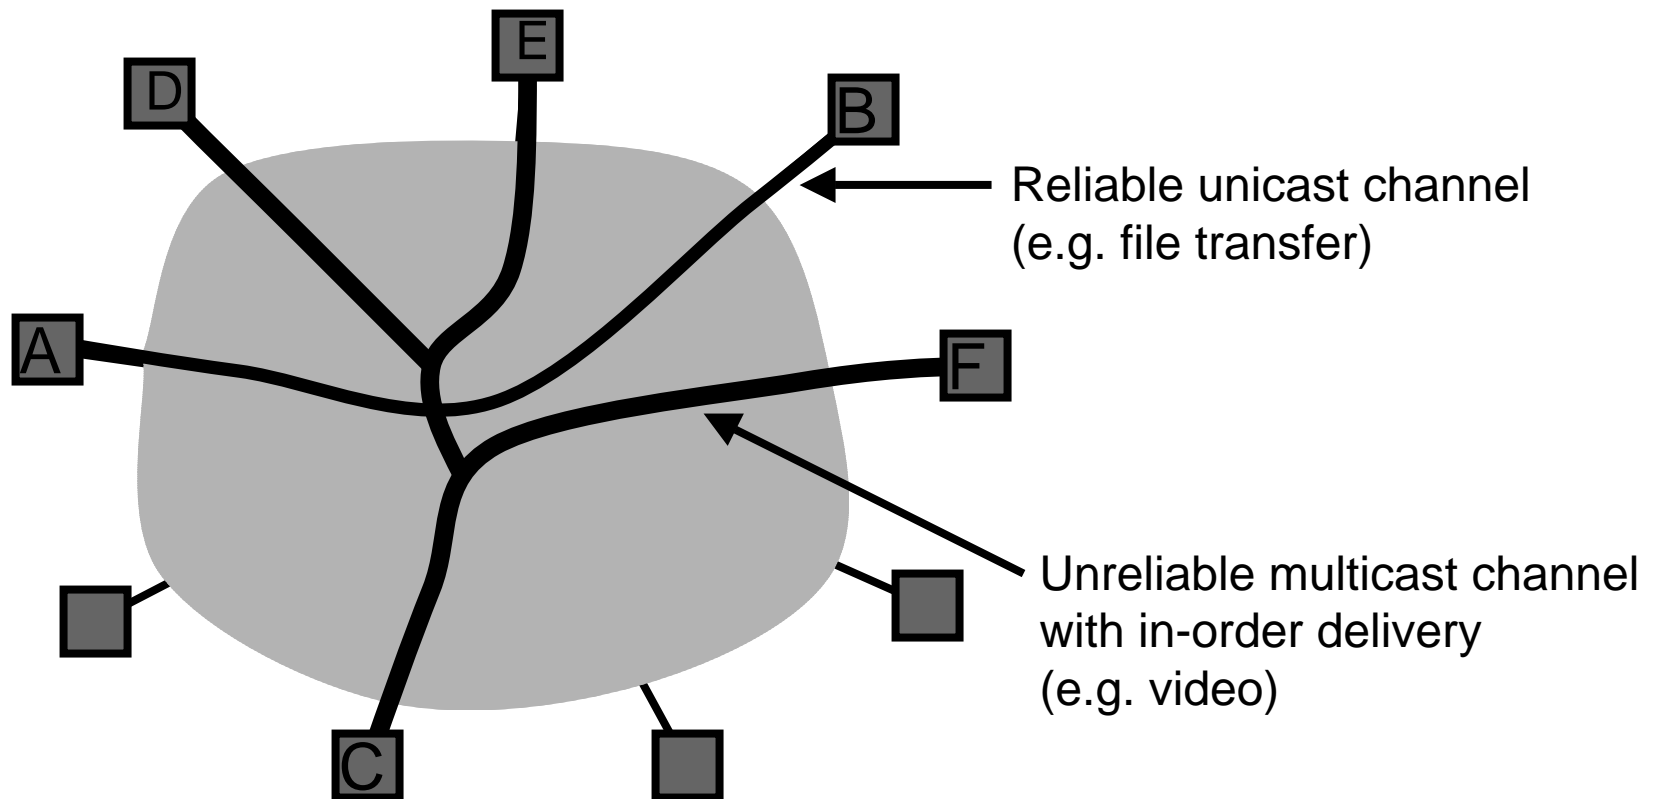 E
D
B
Reliable unicast channel
(e.g. file transfer)
A
F
Unreliable multicast channel
with in-order delivery
(e.g. video)
C